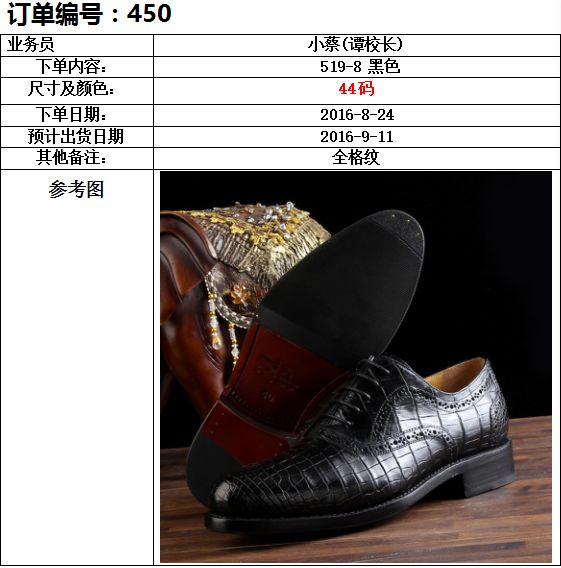 订单编号：450
业务员 小蔡(谭校长)
下单内容： 519-8 黑色
尺寸及颜色： 44码
下单日期： 2016-8-24
预计出货日期 2016-9-11
其他备注： 全格纹
参考图